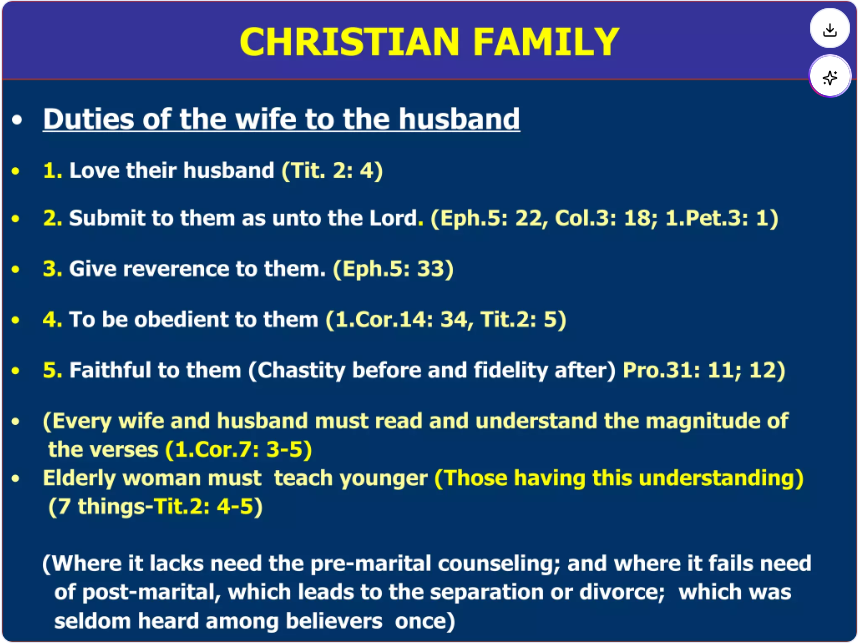 CHRISTIAN FAMILY
• Duties of the wife to the husband
• 1. Love their husband (Tit. 2: 4)
• 2. Submit to them as unto the Lord. (Eph.5: 22, Col.3: 18; 1.Pet.3: 1)
• 3. Give reverence to them. (Eph.5: 33)
• 4. To be obedient to them (1.Cor.14: 34, Tit.2: 5)
• 5. Faithful to them (Chastity before and fidelity after) Pro.31: 11; 12)
• (Every wife and husband must read and understand the magnitude of
the verses (1.Cor.7: 3-5)
• Elderly woman must  teach younger (Those having this understanding)
(7 things-Tit.2: 4-5)
(Where it lacks need the pre-marital counseling; and where it fails need
of post-marital, which leads to the separation or divorce;  which was
seldom heard among believers  once)